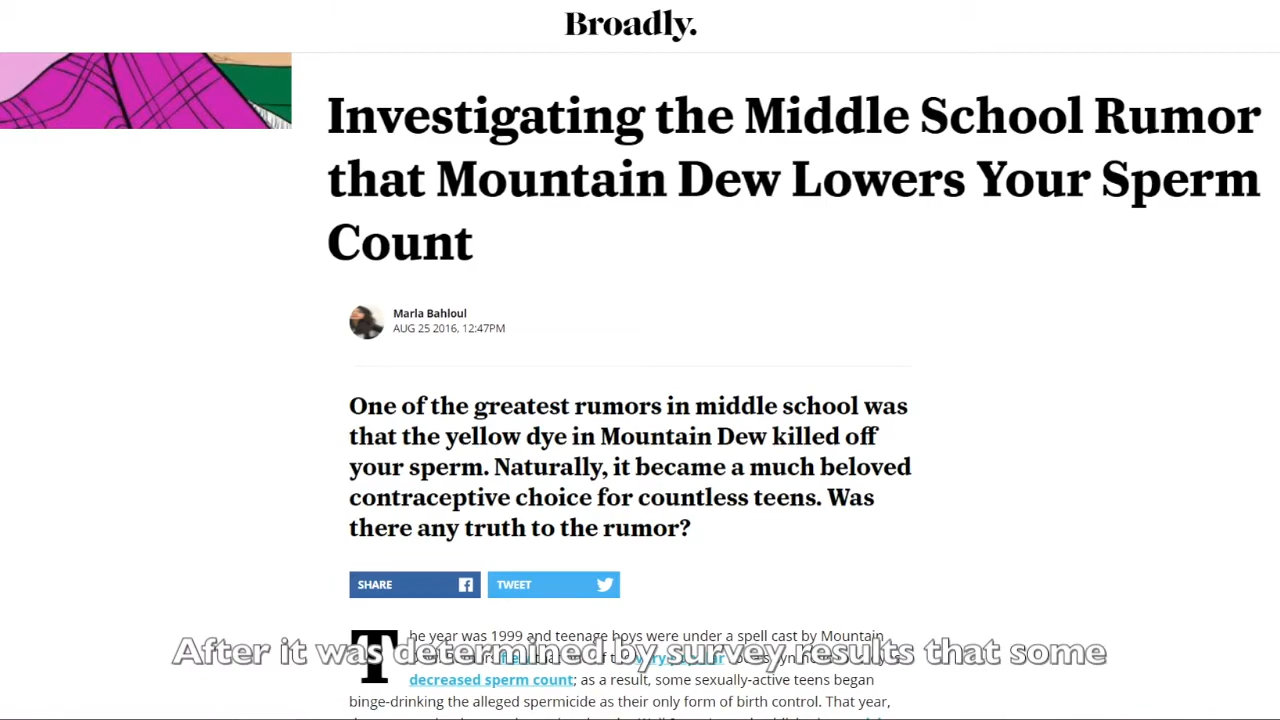 Broadly.
Investigating the Middle School Rumor
that Mountain Dew Lowers Your Sperm
Count
Marla Bahloul
AUG 25 2016, 12:47PM
One of the greatest rumors in middle school was
that the yellow dye in Mountain Dew killed off
your sperm. Naturally, it became a much beloved
contraceptive choice for countless teens. Was
there any truth to the rumor?
SHARE
TWEET
The year was 1999 and teenage boys were under a spell cast by Mountain
After it was determined by survey results that some
decreased sperm count; as a result, some sexually-active teens began
binge-drinking the alleged spermicide as their only form of birth control. That year,